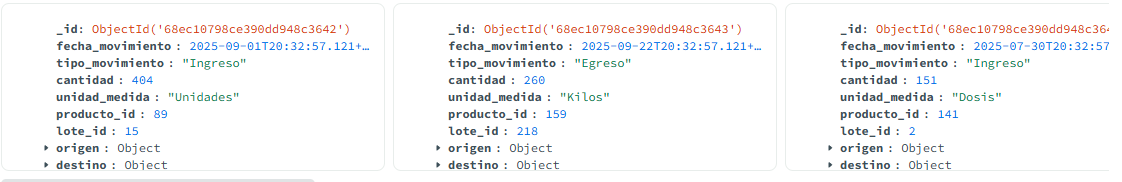 _id: ObjectId('68ec10798ce390dd948c3642')
fecha_movimiento : 2025-09-01T20:32:57.121+…
tipo_movimiento : "Ingreso"
cantidad : 404
unidad_medida : "Unidades"
producto_id : 89
lote_id : 15
origen : Object
destino : Object
_id: ObjectId('68ec10798ce390dd948c3643')
fecha_movimiento : 2025-09-22T20:32:57.121+…
tipo_movimiento : "Egreso"
cantidad : 260
unidad_medida : "Kilos"
producto_id : 159
lote_id : 218
origen : Object
destino : Object
_id: ObjectId('68ec10798ce390dd948c364
fecha_movimiento : 2025-07-30T20:32:57
tipo_movimiento : "Ingreso"
cantidad : 151
unidad_medida : "Dosis"
producto_id : 141
lote_id : 2
origen : Object
destino : Object